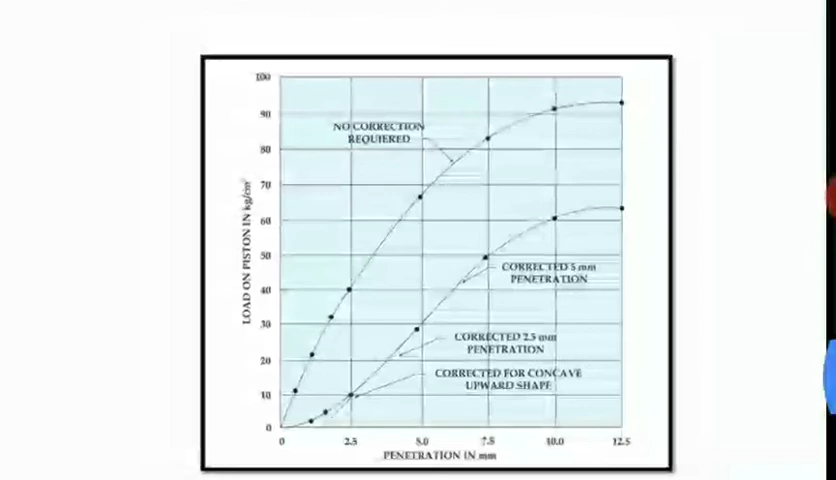 100
90
80
70
60
50
40
30
20
10
0
LOAD ON PISTON IN kg/cm²
NO CORRECTION
REQUIERED
CORRECTED 5 mm
PENETRATION
CORRECTED 2.5 mm
PENETRATION
CORRECTED FOR CONCAVE
UPWARD SHAPE
0 2.5 5.0 7.5 10.0 12.5
PENETRATION IN mm